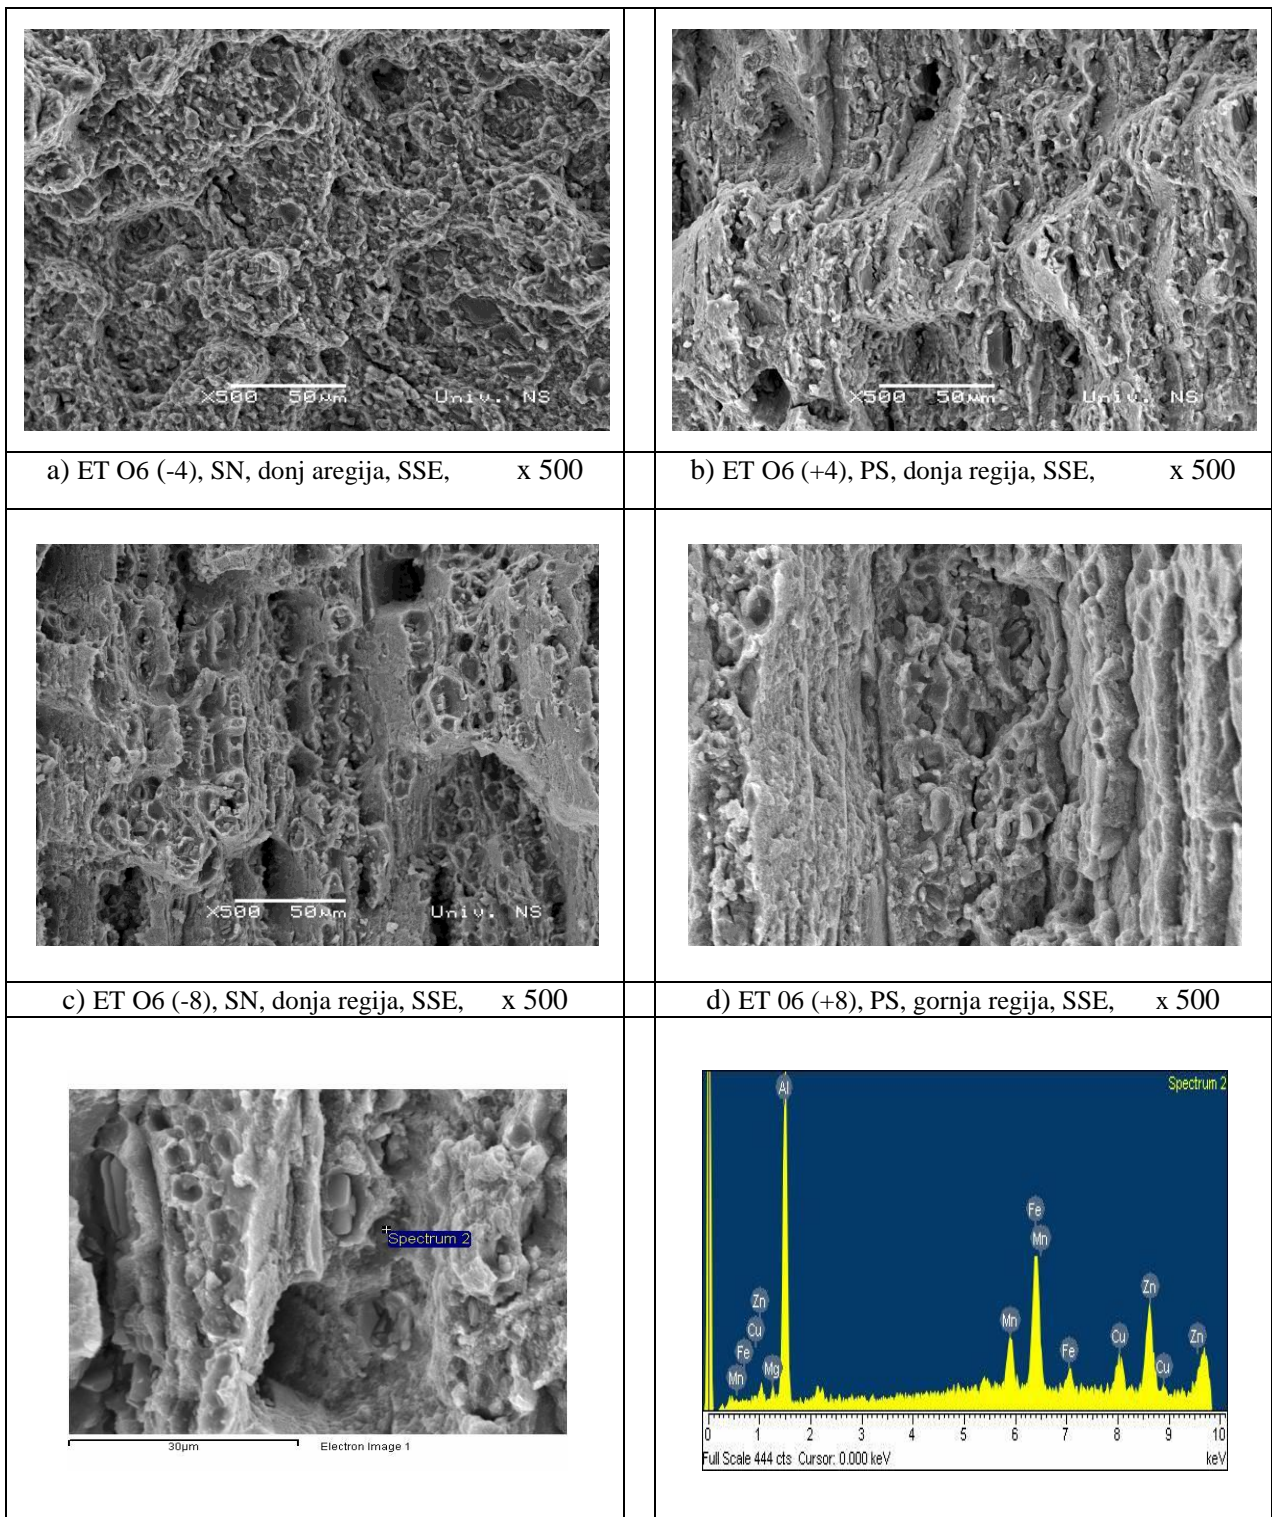 X500 50µm Univ. NS
X500 50µm Univ. NS
a) ET O6 (-4), SN, donj aregija, SSE, x 500
b) ET O6 (+4), PS, donja regija, SSE, x 500
X500 50µm Univ. NS
c) ET O6 (-8), SN, donja regija, SSE, x 500
d) ET 06 (+8), PS, gornja regija, SSE, x 500
Spectrum 2
30µm Electron Image 1
Spectrum 2
Al
Fe
Mn
Zn
Zn
Cu
Mn
Cu
Zn
Fe
Fe
Mg
Cu
Mn
0 1 2 3 4 5 6 7 8 9 10
Full Scale 444 cts Cursor: 0.000 keV keV